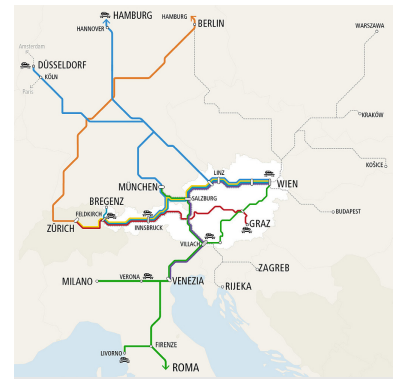 HAMBURG
HAMBURG
BERLIN
HANNOVER
WARSZAWA
Amsterdam
DÜSSELDORF
KÖLN
Paris
KRAKÓW
KOŠICE
LINZ
MÜNCHEN
WIEN
SALZBURG
BREGENZ
FELDKIRCH
BUDAPEST
ZÜRICH
INNSBRUCK
GRAZ
VILLACH
ZAGREB
MILANO
VERONA
VENEZIA
RIJEKA
FIRENZE
LIVORNO
ROMA